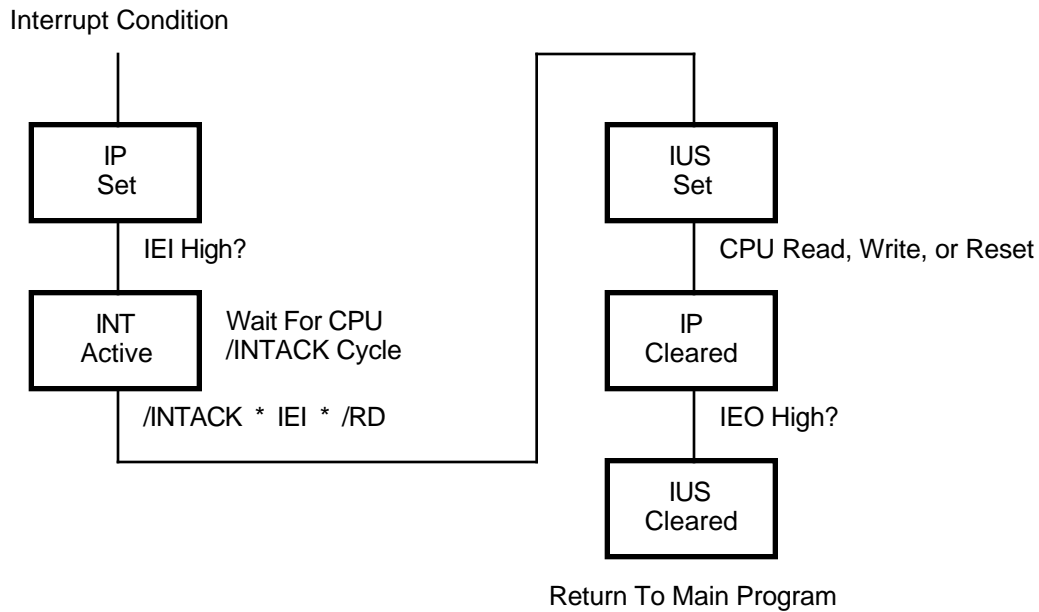 Interrupt Condition
IP
Set
IEI High?
INT
Active
Wait For CPU
/INTACK Cycle
/INTACK * IEI * /RD
IUS
Set
CPU Read, Write, or Reset
IP
Cleared
IEO High?
IUS
Cleared
Return To Main Program